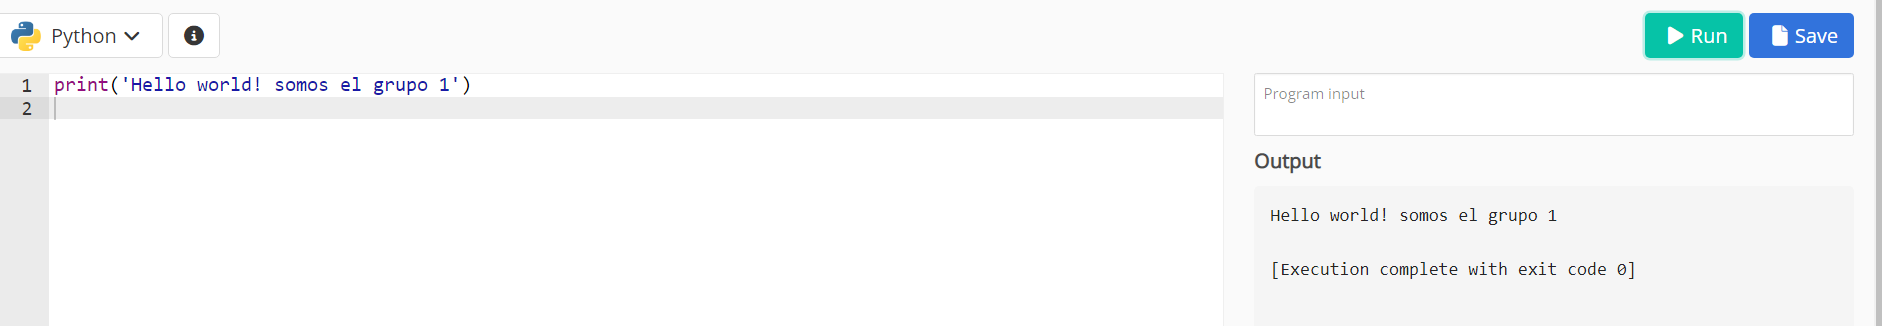 Python
Run
Save
1 print('Hello world! somos el grupo 1')
2
Program input
Output
Hello world! somos el grupo 1
[Execution complete with exit code 0]